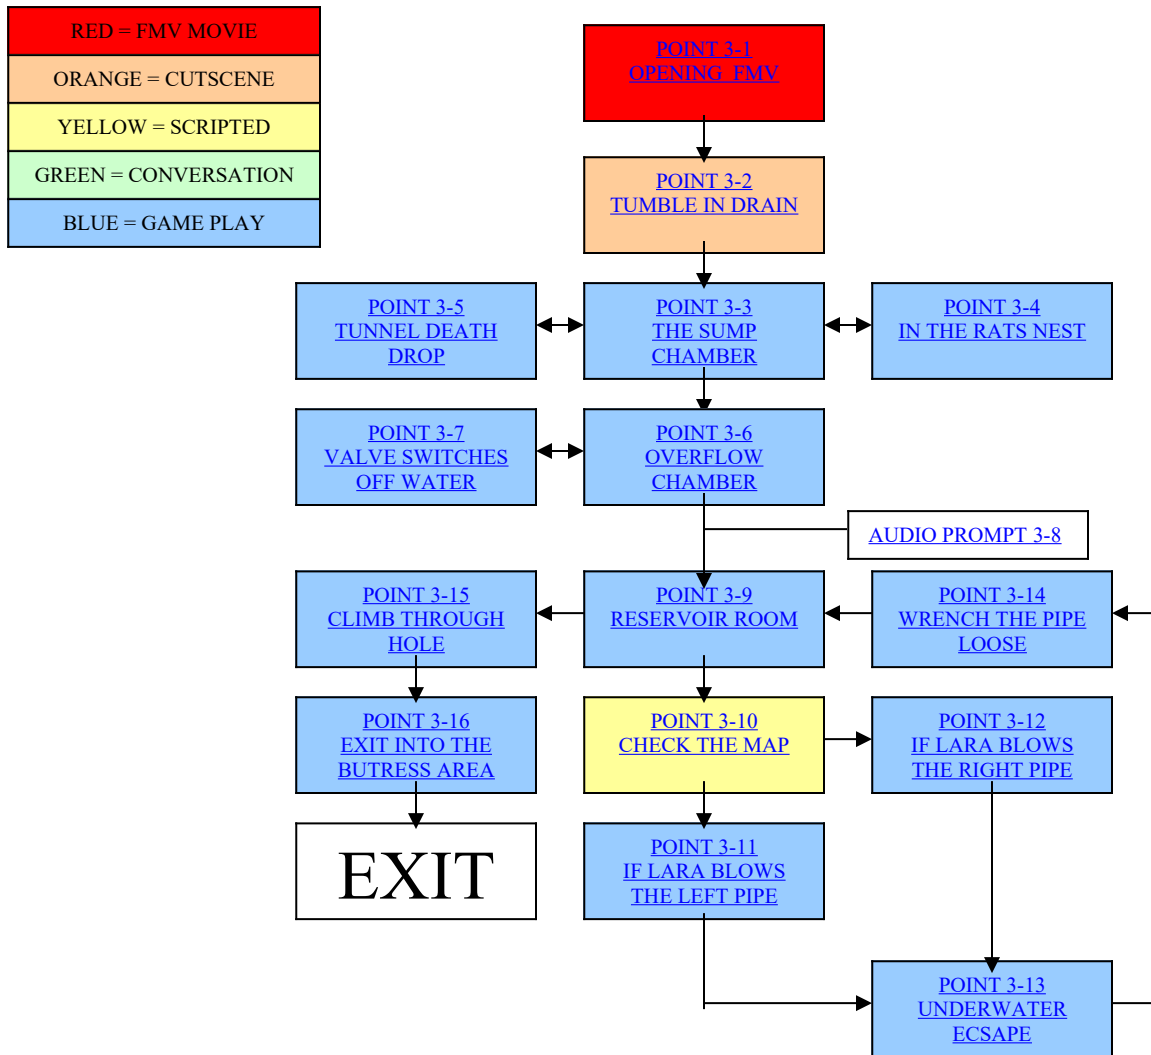 RED = FMV MOVIE
ORANGE = CUTSCENE
YELLOW = SCRIPTED
GREEN = CONVERSATION
BLUE = GAME PLAY
POINT 3-1
OPENING FMV
POINT 3-2
TUMBLE IN DRAIN
POINT 3-5
TUNNEL DEATH
DROP
POINT 3-3
THE SUMP
CHAMBER
POINT 3-4
IN THE RATS NEST
POINT 3-7
VALVE SWITCHES
OFF WATER
POINT 3-6
OVERFLOW
CHAMBER
AUDIO PROMPT 3-8
POINT 3-15
CLIMB THROUGH
HOLE
POINT 3-9
RESERVOIR ROOM
POINT 3-14
WRENCH THE PIPE
LOOSE
POINT 3-16
EXIT INTO THE
BUTRESS AREA
POINT 3-10
CHECK THE MAP
POINT 3-12
IF LARA BLOWS
THE RIGHT PIPE
EXIT
POINT 3-11
IF LARA BLOWS
THE LEFT PIPE
POINT 3-13
UNDERWATER
ECSAPE